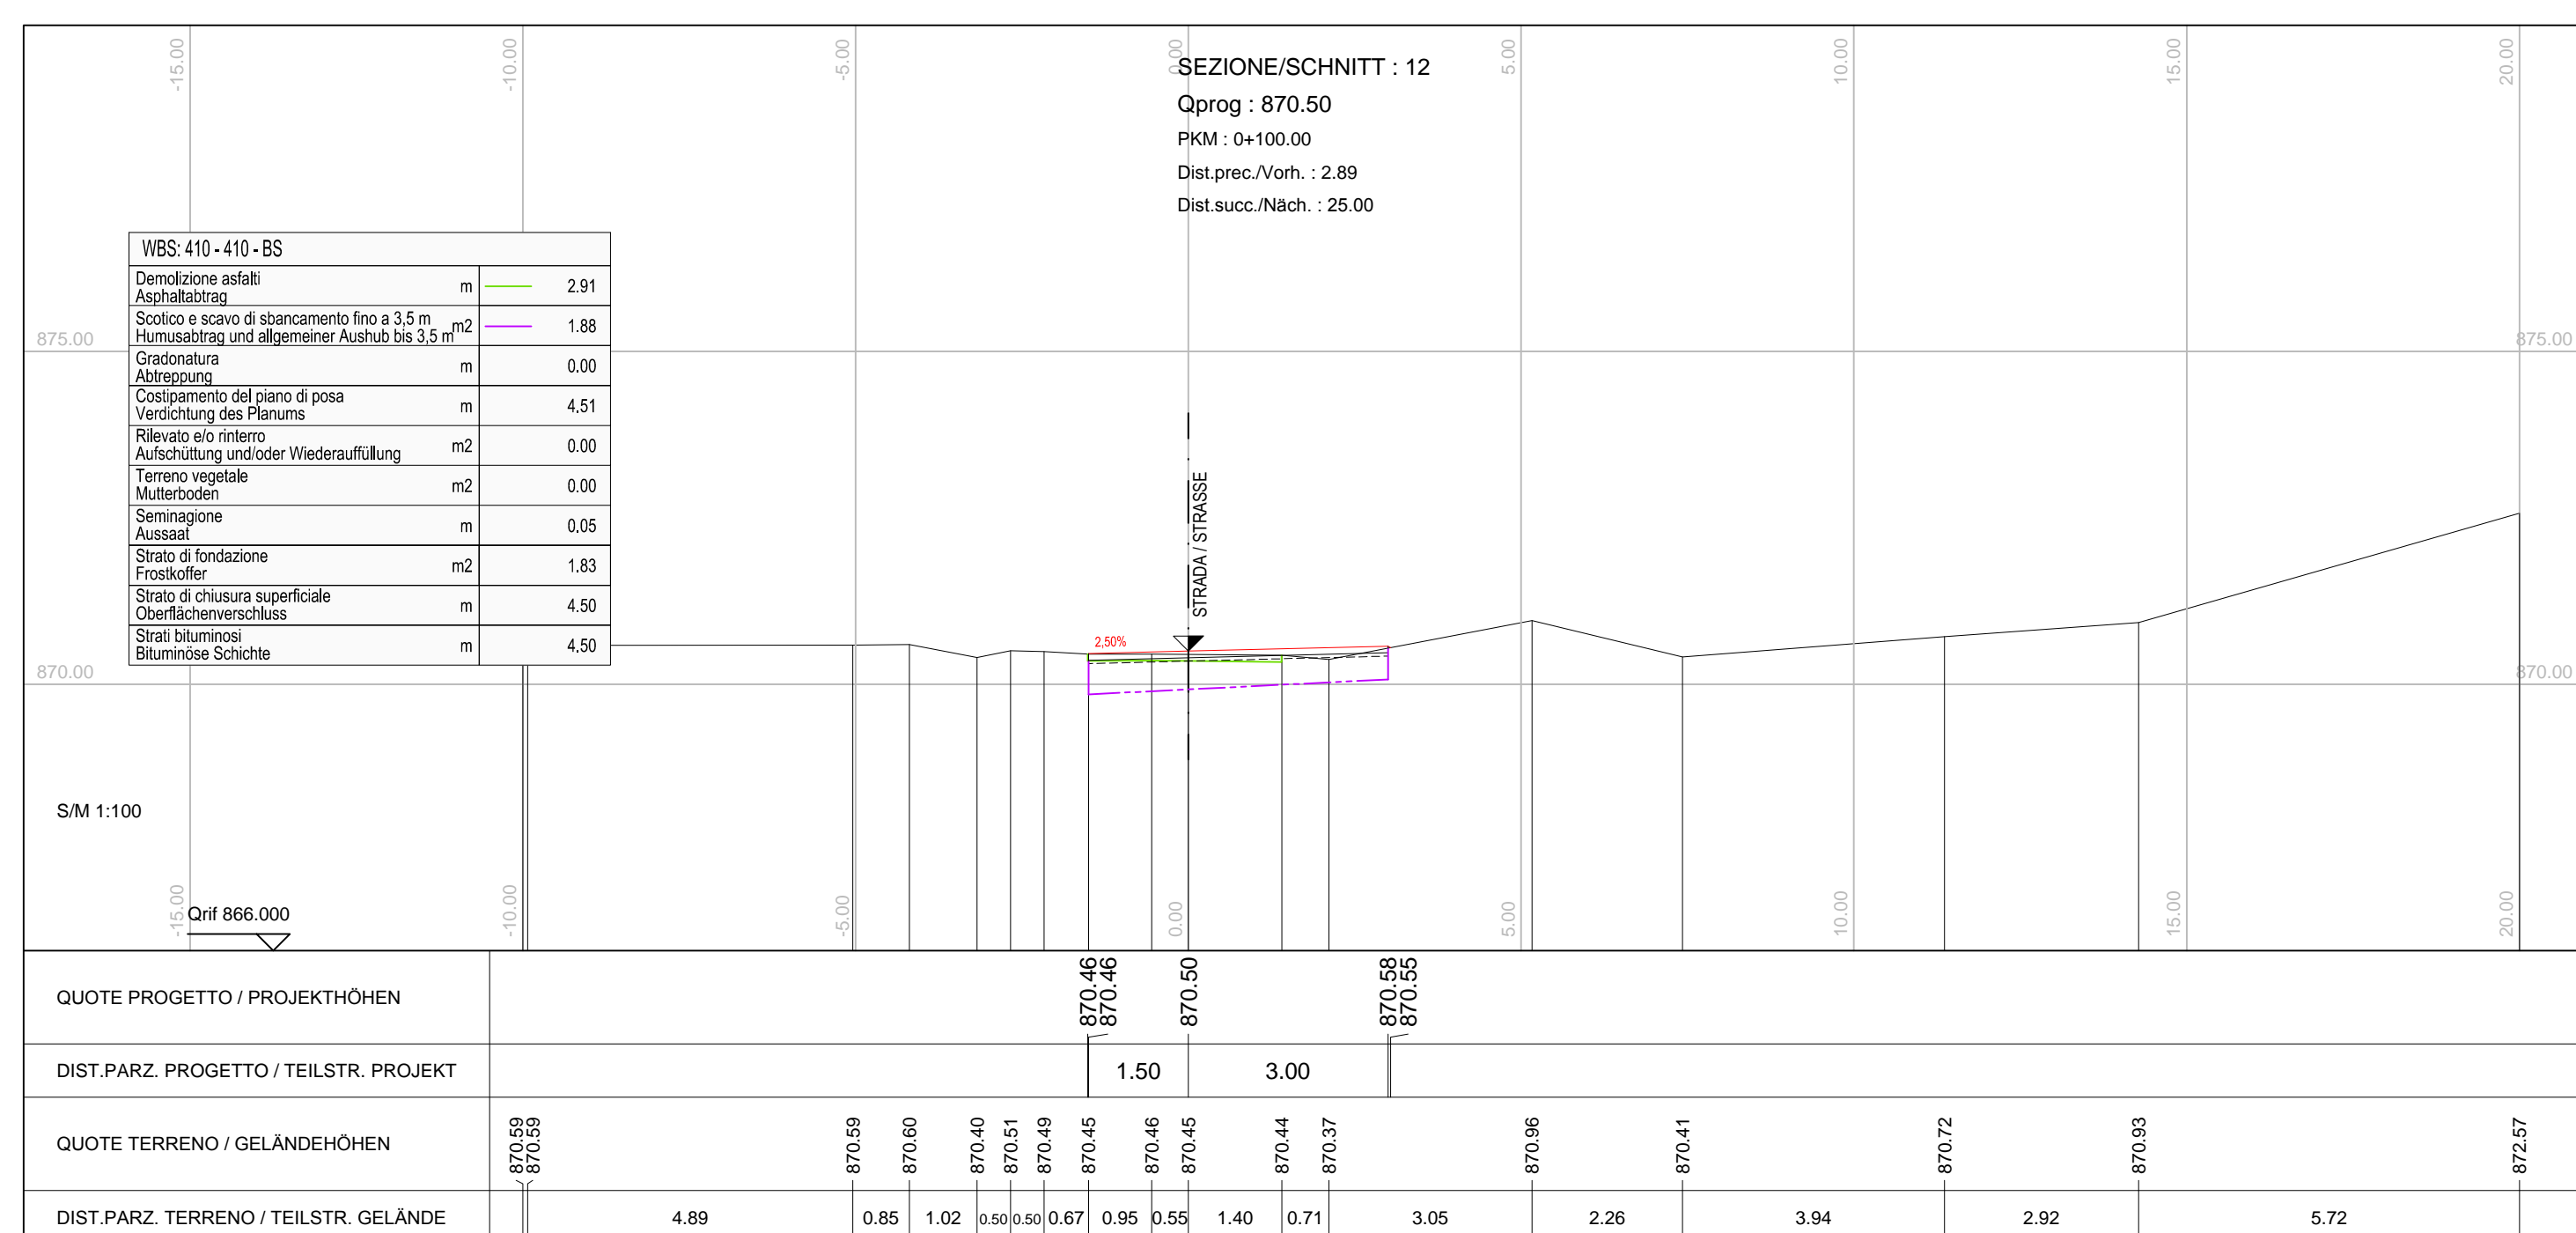 -15.00 -10.00 -5.00 0.00 5.00 10.00 15.00 20.00
SEZIONE/SCHNITT : 12
Qprog : 870.50
PKM : 0+100.00
Dist.prec./Vorh. : 2.89
Dist.succ./Näch. : 25.00
WBS: 410 - 410 - BS
Demolizione asfalti
Asphaltabtrag m 2.91
Scotico e scavo di sbancamento fino a 3,5 m
Humusabtrag und allgemeiner Aushub bis 3,5 m m2 1.88
Gradonatura
Abtreppung m 0.00
Costipamento del piano di posa
Verdichtung des Planums m 4.51
Rilevato e/o rinterro
Aufschüttung und/oder Wiederauffüllung m2 0.00
Terreno vegetale
Mutterboden m2 0.00
Seminagione
Aussaat m 0.05
Strato di fondazione
Frostkoffer m2 1.83
Strato di chiusura superficiale
Oberflächenverschluss m 4.50
Strati bituminosi
Bituminöse Schichte m 4.50
875.00 875.00
STRADA / STRASSE
2,50%
870.00 870.00
S/M 1:100
Qrif 866.000
-15.00 -10.00 -5.00 0.00 5.00 10.00 15.00 20.00
QUOTE PROGETTO / PROJEKTHÖHEN 870.46 870.46 870.50 870.58 870.55
DIST.PARZ. PROGETTO / TEILSTR. PROJEKT 1.50 3.00
QUOTE TERRENO / GELÄNDEHÖHEN 870.59 870.59 870.59 870.60 870.40 870.51 870.49 870.45 870.46 870.45 870.44 870.37 870.96 870.41 870.72 870.93 872.57
DIST.PARZ. TERRENO / TEILSTR. GELÄNDE 4.89 0.85 1.02 0.50 0.50 0.67 0.95 0.55 1.40 0.71 3.05 2.26 3.94 2.92 5.72